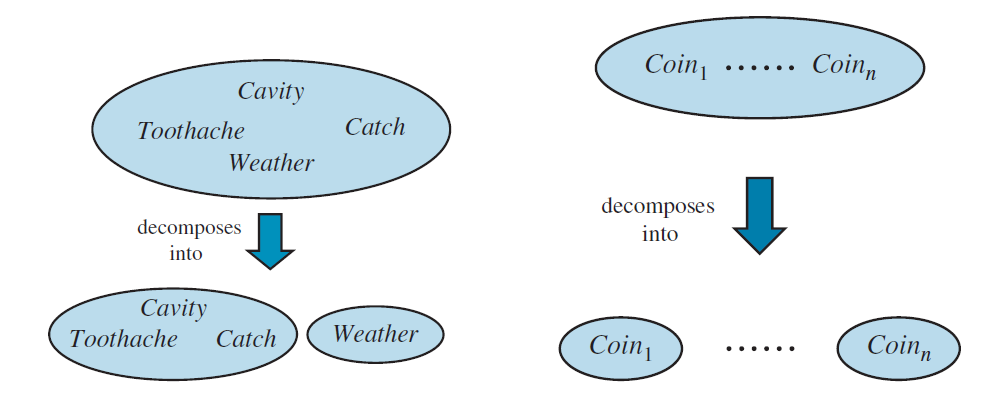 Cavity
Toothache Catch
Weather
decomposes
into
Cavity
Toothache Catch
Weather
Coin₁ ...... Coinₙ
decomposes
into
Coin₁ ...... Coinₙ